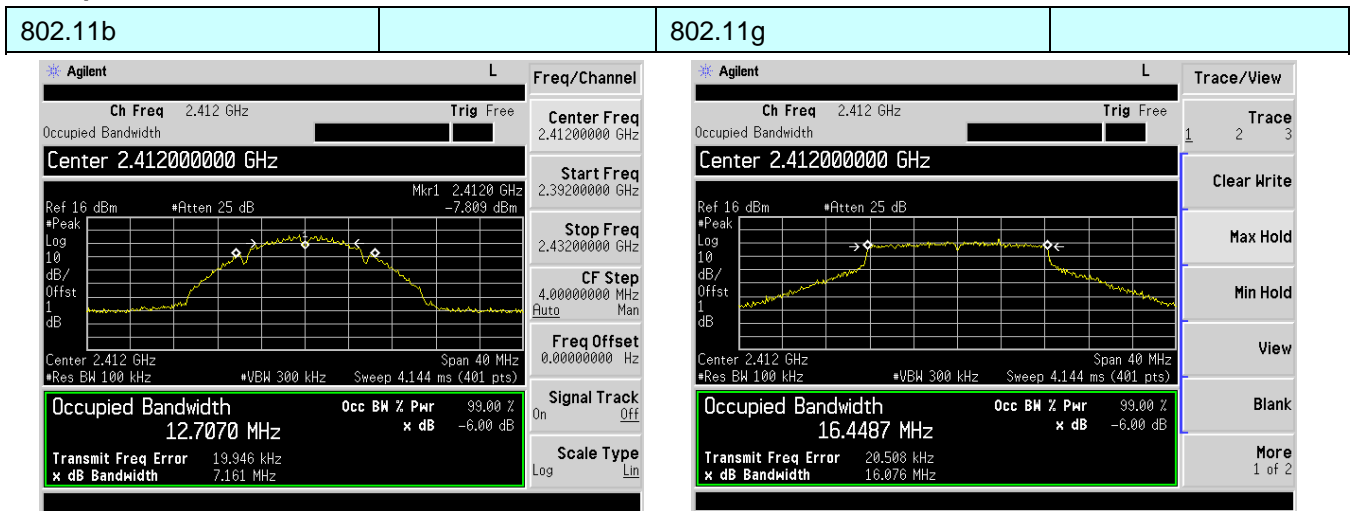 802.11b 802.11g
Agilent L
Freq/Channel
Ch Freq 2.412 GHz Trig Free
Occupied Bandwidth
Center 2.412000000 GHz
Mkr1 2.4120 GHz
Ref 16 dBm #Atten 25 dB -7.809 dBm
#Peak
Log
10
dB/
Offst
1
dB
Center 2.412 GHz Span 40 MHz
#Res BW 100 kHz #VBW 300 kHz Sweep 4.144 ms (401 pts)
Occupied Bandwidth Occ BW % Pwr 99.00 %
12.7070 MHz x dB -6.00 dB
Transmit Freq Error 19.946 kHz
x dB Bandwidth 7.161 MHz
Center Freq
2.41200000 GHz
Start Freq
2.39200000 GHz
Stop Freq
2.43200000 GHz
CF Step
4.00000000 MHz
Auto Man
Freq Offset
0.00000000 Hz
Signal Track
On Off
Scale Type
Log Lin
Agilent L
Trace/View
Ch Freq 2.412 GHz Trig Free
Occupied Bandwidth
Center 2.412000000 GHz
Ref 16 dBm #Atten 25 dB
#Peak
Log
10
dB/
Offst
1
dB
Center 2.412 GHz Span 40 MHz
#Res BW 100 kHz #VBW 300 kHz Sweep 4.144 ms (401 pts)
Occupied Bandwidth Occ BW % Pwr 99.00 %
16.4487 MHz x dB -6.00 dB
Transmit Freq Error 20.508 kHz
x dB Bandwidth 16.076 MHz
Trace
1 2 3
Clear Write
Max Hold
Min Hold
View
Blank
More
1 of 2